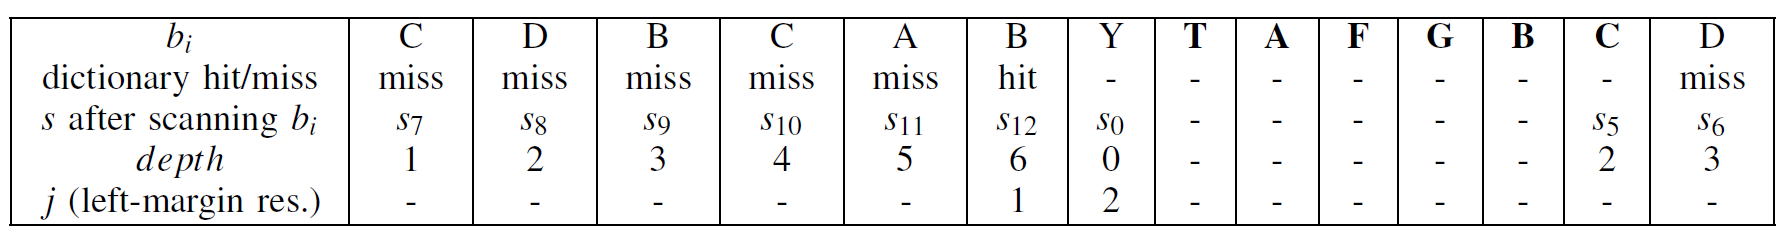 b_i C D B C A B Y T A F G B C D
dictionary hit/miss miss miss miss miss miss hit - - - - - - - miss
s after scanning b_i s_7 s_8 s_9 s_10 s_11 s_12 s_0 - - - - - s_5 s_6
depth 1 2 3 4 5 6 0 - - - - - 2 3
j (left-margin res.) - - - - - 1 2 - - - - - - -